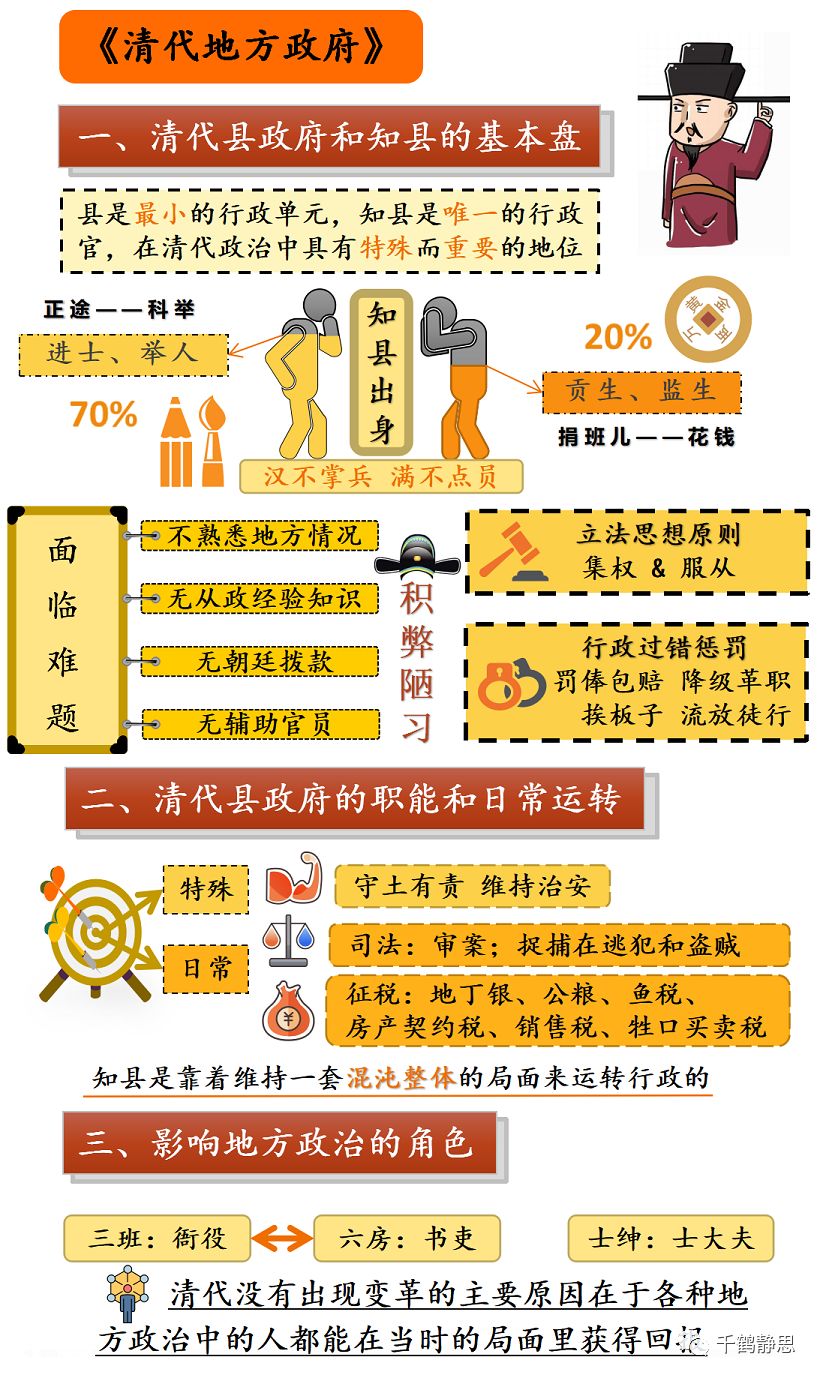 《清代地方政府》
一、清代县政府和知县的基本盘
县是最小的行政单元，知县是唯一的行政
官，在清代政治中具有特殊而重要的地位
正途——科举
进士、举人
70%
知县出身
20%
黄金万两
贡生、监生
捐班儿——花钱
汉不掌兵 满不点员
面临难题
不熟悉地方情况
无从政经验知识
无朝廷拨款
无辅助官员
积弊陋习
立法思想原则
集权 & 服从
行政过错惩罚
罚俸包赔 降级革职
挨板子 流放徒行
二、清代县政府的职能和日常运转
特殊
守土有责 维持治安
日常
司法：审案；捉捕在逃犯和盗贼
征税：地丁银、公粮、鱼税、
房产契约税、销售税、牲口买卖税
¥
知县是靠着维持一套混沌整体的局面来运转行政的
三、影响地方政治的角色
三班：衙役
六房：书吏
士绅：士大夫
清代没有出现变革的主要原因在于各种地
方政治中的人都能在当时的局面里获得回报
千鹤静思